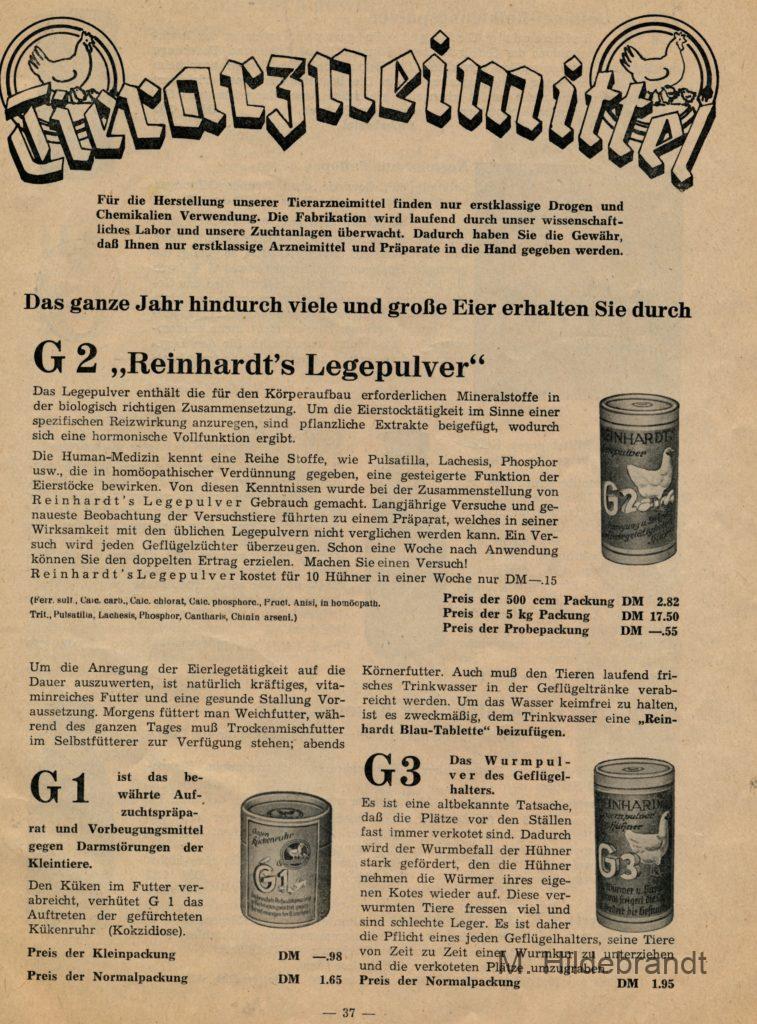 Tierarzneimittel
Für die Herstellung unserer Tierarzneimittel finden nur erstklassige Drogen und
Chemikalien Verwendung. Die Fabrikation wird laufend durch unser wissenschaft-
liches Labor und unsere Zuchtanlagen überwacht. Dadurch haben Sie die Gewähr,
daß Ihnen nur erstklassige Arzneimittel und Präparate in die Hand gegeben werden.
Das ganze Jahr hindurch viele und große Eier erhalten Sie durch
G 2 „Reinhardt's Legepulver“
Das Legepulver enthält die für den Körperaufbau erforderlichen Mineralstoffe in
der biologisch richtigen Zusammensetzung. Um die Eierstocktätigkeit im Sinne einer
spezifischen Reizwirkung anzuregen, sind pflanzliche Extrakte beigefügt, wodurch
sich eine hormonische Vollfunktion ergibt.
Die Human-Medizin kennt eine Reihe Stoffe, wie Pulsatilla, Lachesis, Phosphor
usw., die in homöopathischer Verdünnung gegeben, eine gesteigerte Funktion der
Eierstöcke bewirken. Von diesen Kenntnissen wurde bei der Zusammenstellung von
Reinhardt's Legepulver Gebrauch gemacht. Langjährige Versuche und ge-
naueste Beobachtung der Versuchstiere führten zu einem Präparat, welches in seiner
Wirksamkeit mit den üblichen Legepulvern nicht verglichen werden kann. Ein Ver-
such wird jeden Geflügelzüchter überzeugen. Schon eine Woche nach Anwendung
können Sie den doppelten Ertrag erzielen. Machen Sie einen Versuch!
Reinhardt's Legepulver kostet für 10 Hühner in einer Woche nur DM—.15
(Ferr. sulf., Calc. carb., Calc. chlorat, Calc. phosphorc., Fruct. Anisi, in homöopath.
Trit., Pulsatilla, Lachesis, Phosphor, Cantharis, Chinin arseni.)
REINHARDT'S
G2
Preis der 500 ccm Packung DM 2.82
Preis der 5 kg Packung DM 17.50
Preis der Probepackung DM —.55
Um die Anregung der Eierlegetätigkeit auf die
Dauer auszuwerten, ist natürlich kräftiges, vita-
minreiches Futter und eine gesunde Stallung Vor-
aussetzung. Morgens füttert man Weichfutter, wäh-
rend des ganzen Tages muß Trockenmischfutter
im Selbstfütterer zur Verfügung stehen; abends
Körnerfutter. Auch muß den Tieren laufend fri-
sches Trinkwasser in der Geflügeltränke verab-
reicht werden. Um das Wasser keimfrei zu halten,
ist es zweckmäßig, dem Trinkwasser eine „Rein-
hardt Blau-Tablette“ beizufügen.
G 1 ist das be-
währte Auf-
zuchtspräpa-
rat und Vorbeugungsmittel
gegen Darmstörungen der
Kleintiere.
Den Küken im Futter ver-
abreicht, verhütet G 1 das
Auftreten der gefürchteten
Kükenruhr (Kokzidiose).
Preis der Kleinpackung DM —.98
Preis der Normalpackung DM 1.65
gegen
Kückenruhr
G1
G3 Das Wurmpul-
ver des Geflügel-
halters.
Es ist eine altbekannte Tatsache,
daß die Plätze vor den Ställen
fast immer verkotet sind. Dadurch
wird der Wurmbefall der Hühner
stark gefördert, den die Hühner
nehmen die Würmer ihres eige-
nen Kotes wieder auf. Diese ver-
wurmten Tiere fressen viel und
sind schlechte Leger. Es ist daher
die Pflicht eines jeden Geflügelhalters, seine Tiere
von Zeit zu Zeit einer Wurmkur zu unterziehen
und die verkoteten Plätze umzugraben.
Preis der Normalpackung DM 1.95
REINHARDT
G3
M. Hildebrandt
— 37 —